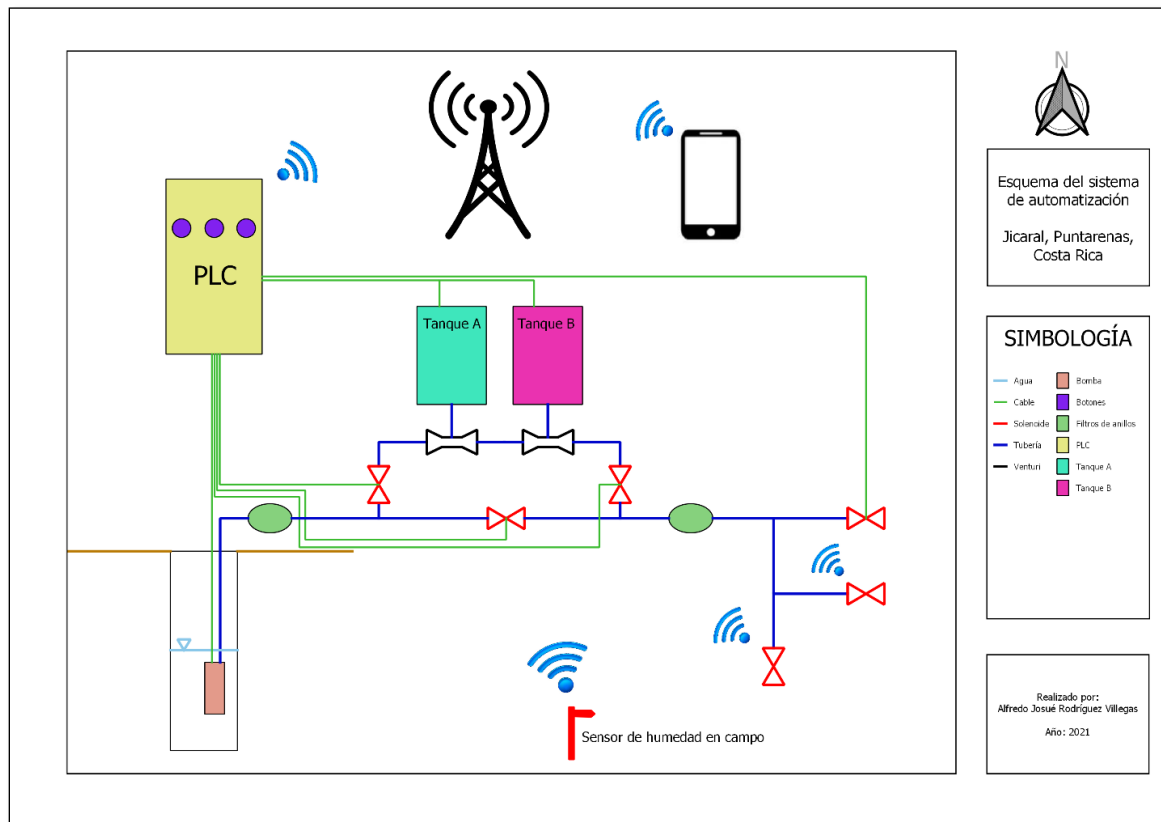 N
Esquema del sistema
de automatización
Jicaral, Puntarenas,
Costa Rica
PLC
Tanque A
Tanque B
Sensor de humedad en campo
SIMBOLOGÍA
Agua
Cable
Solenoide
Tubería
Venturi
Bomba
Botones
Filtros de anillos
PLC
Tanque A
Tanque B
Realizado por:
Alfredo Josué Rodríguez Villegas
Año: 2021